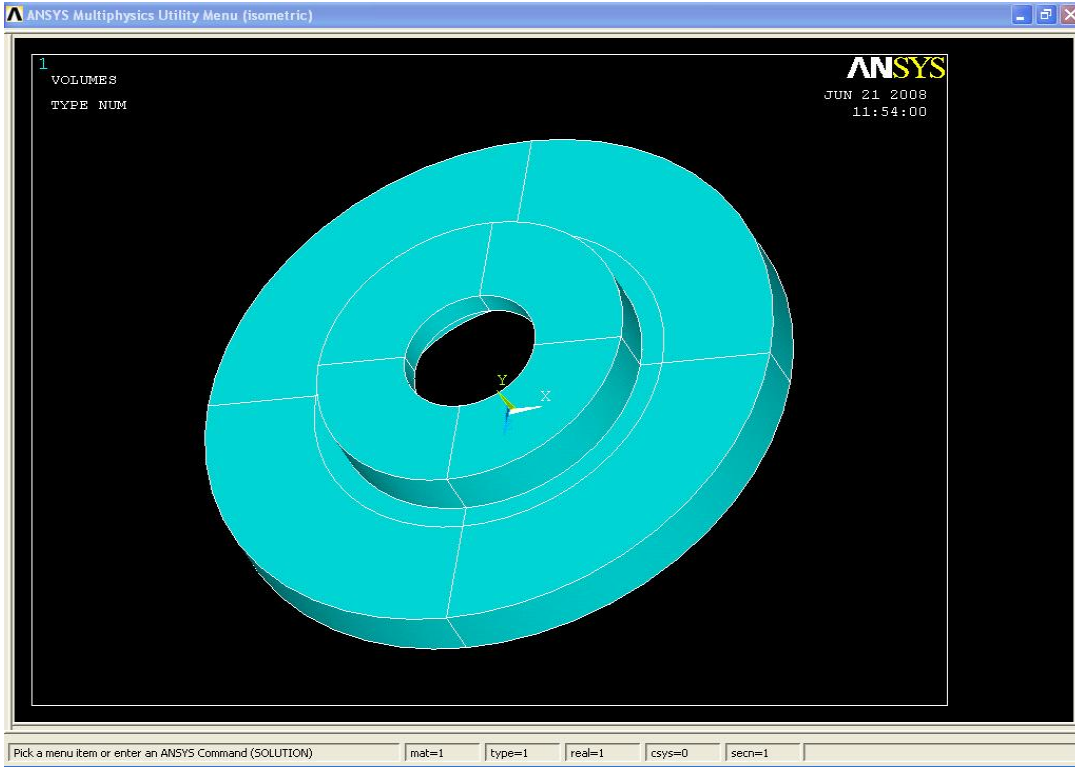 ANSYS Multiphysics Utility Menu (isometric)
1
VOLUMES
TYPE NUM
ANSYS
JUN 21 2008
11:54:00
Y
X
Pick a menu item or enter an ANSYS Command (SOLUTION)
mat=1
type=1
real=1
csys=0
secn=1